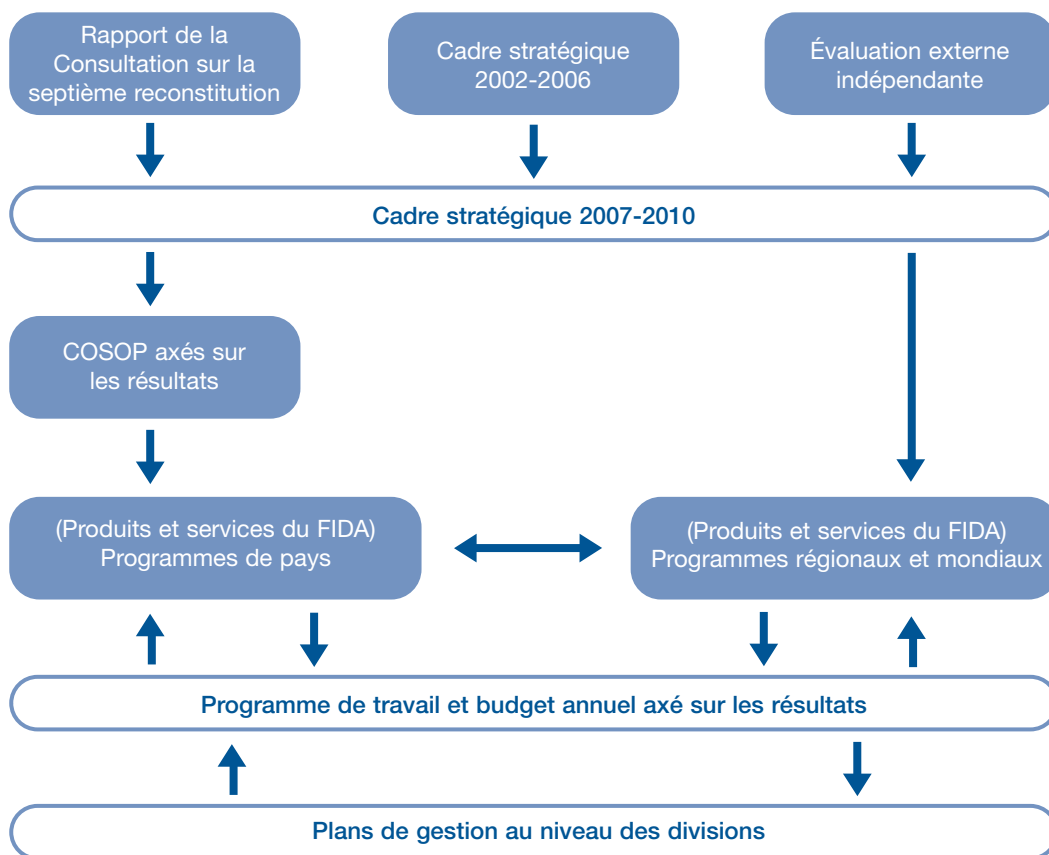 Rapport de la
Consultation sur la
septième reconstitution
Cadre stratégique
2002-2006
Évaluation externe
indépendante
Cadre stratégique 2007-2010
COSOP axés sur
les résultats
(Produits et services du FIDA)
Programmes de pays
(Produits et services du FIDA)
Programmes régionaux et mondiaux
Programme de travail et budget annuel axé sur les résultats
Plans de gestion au niveau des divisions